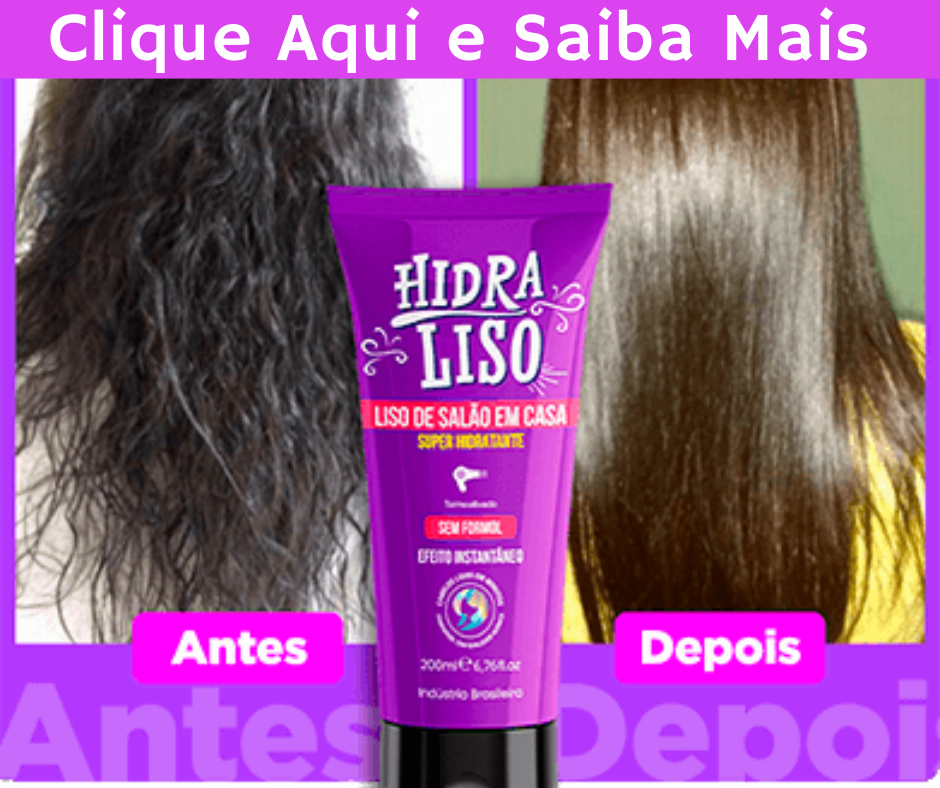 Clique Aqui e Saiba Mais
HIDRA
LISO
LISO DE SALÃO EM CASA
SUPER HIDRATANTE
Termoativado
SEM FORMOL
EFEITO INSTANTÂNEO
200ml e 6,76fl.oz
Indústria Brasileira
Antes
Depois
Antes
Depois